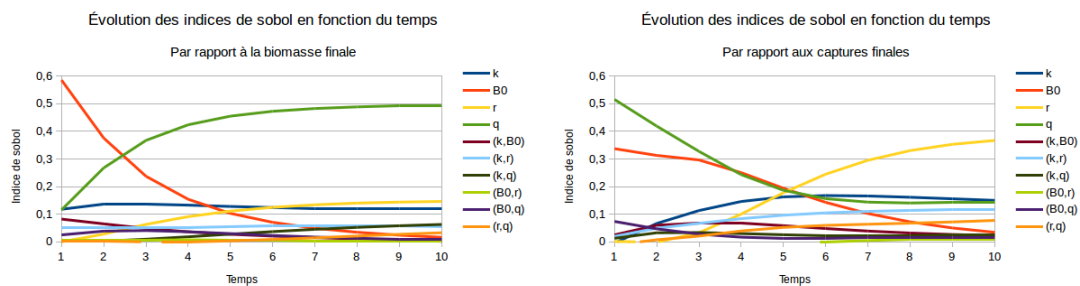 Évolution des indices de sobol en fonction du temps
Par rapport à la biomasse finale
0,6
0,5
0,4
0,3
0,2
0,1
0
Indice de sobol
1 2 3 4 5 6 7 8 9 10
Temps
k
B0
r
q
(k,B0)
(k,r)
(k,q)
(B0,r)
(B0,q)
(r,q)
Évolution des indices de sobol en fonction du temps
Par rapport aux captures finales
0,6
0,5
0,4
0,3
0,2
0,1
0
Indice de sobol
1 2 3 4 5 6 7 8 9 10
Temps
k
B0
r
q
(k,B0)
(k,r)
(k,q)
(B0,r)
(B0,q)
(r,q)